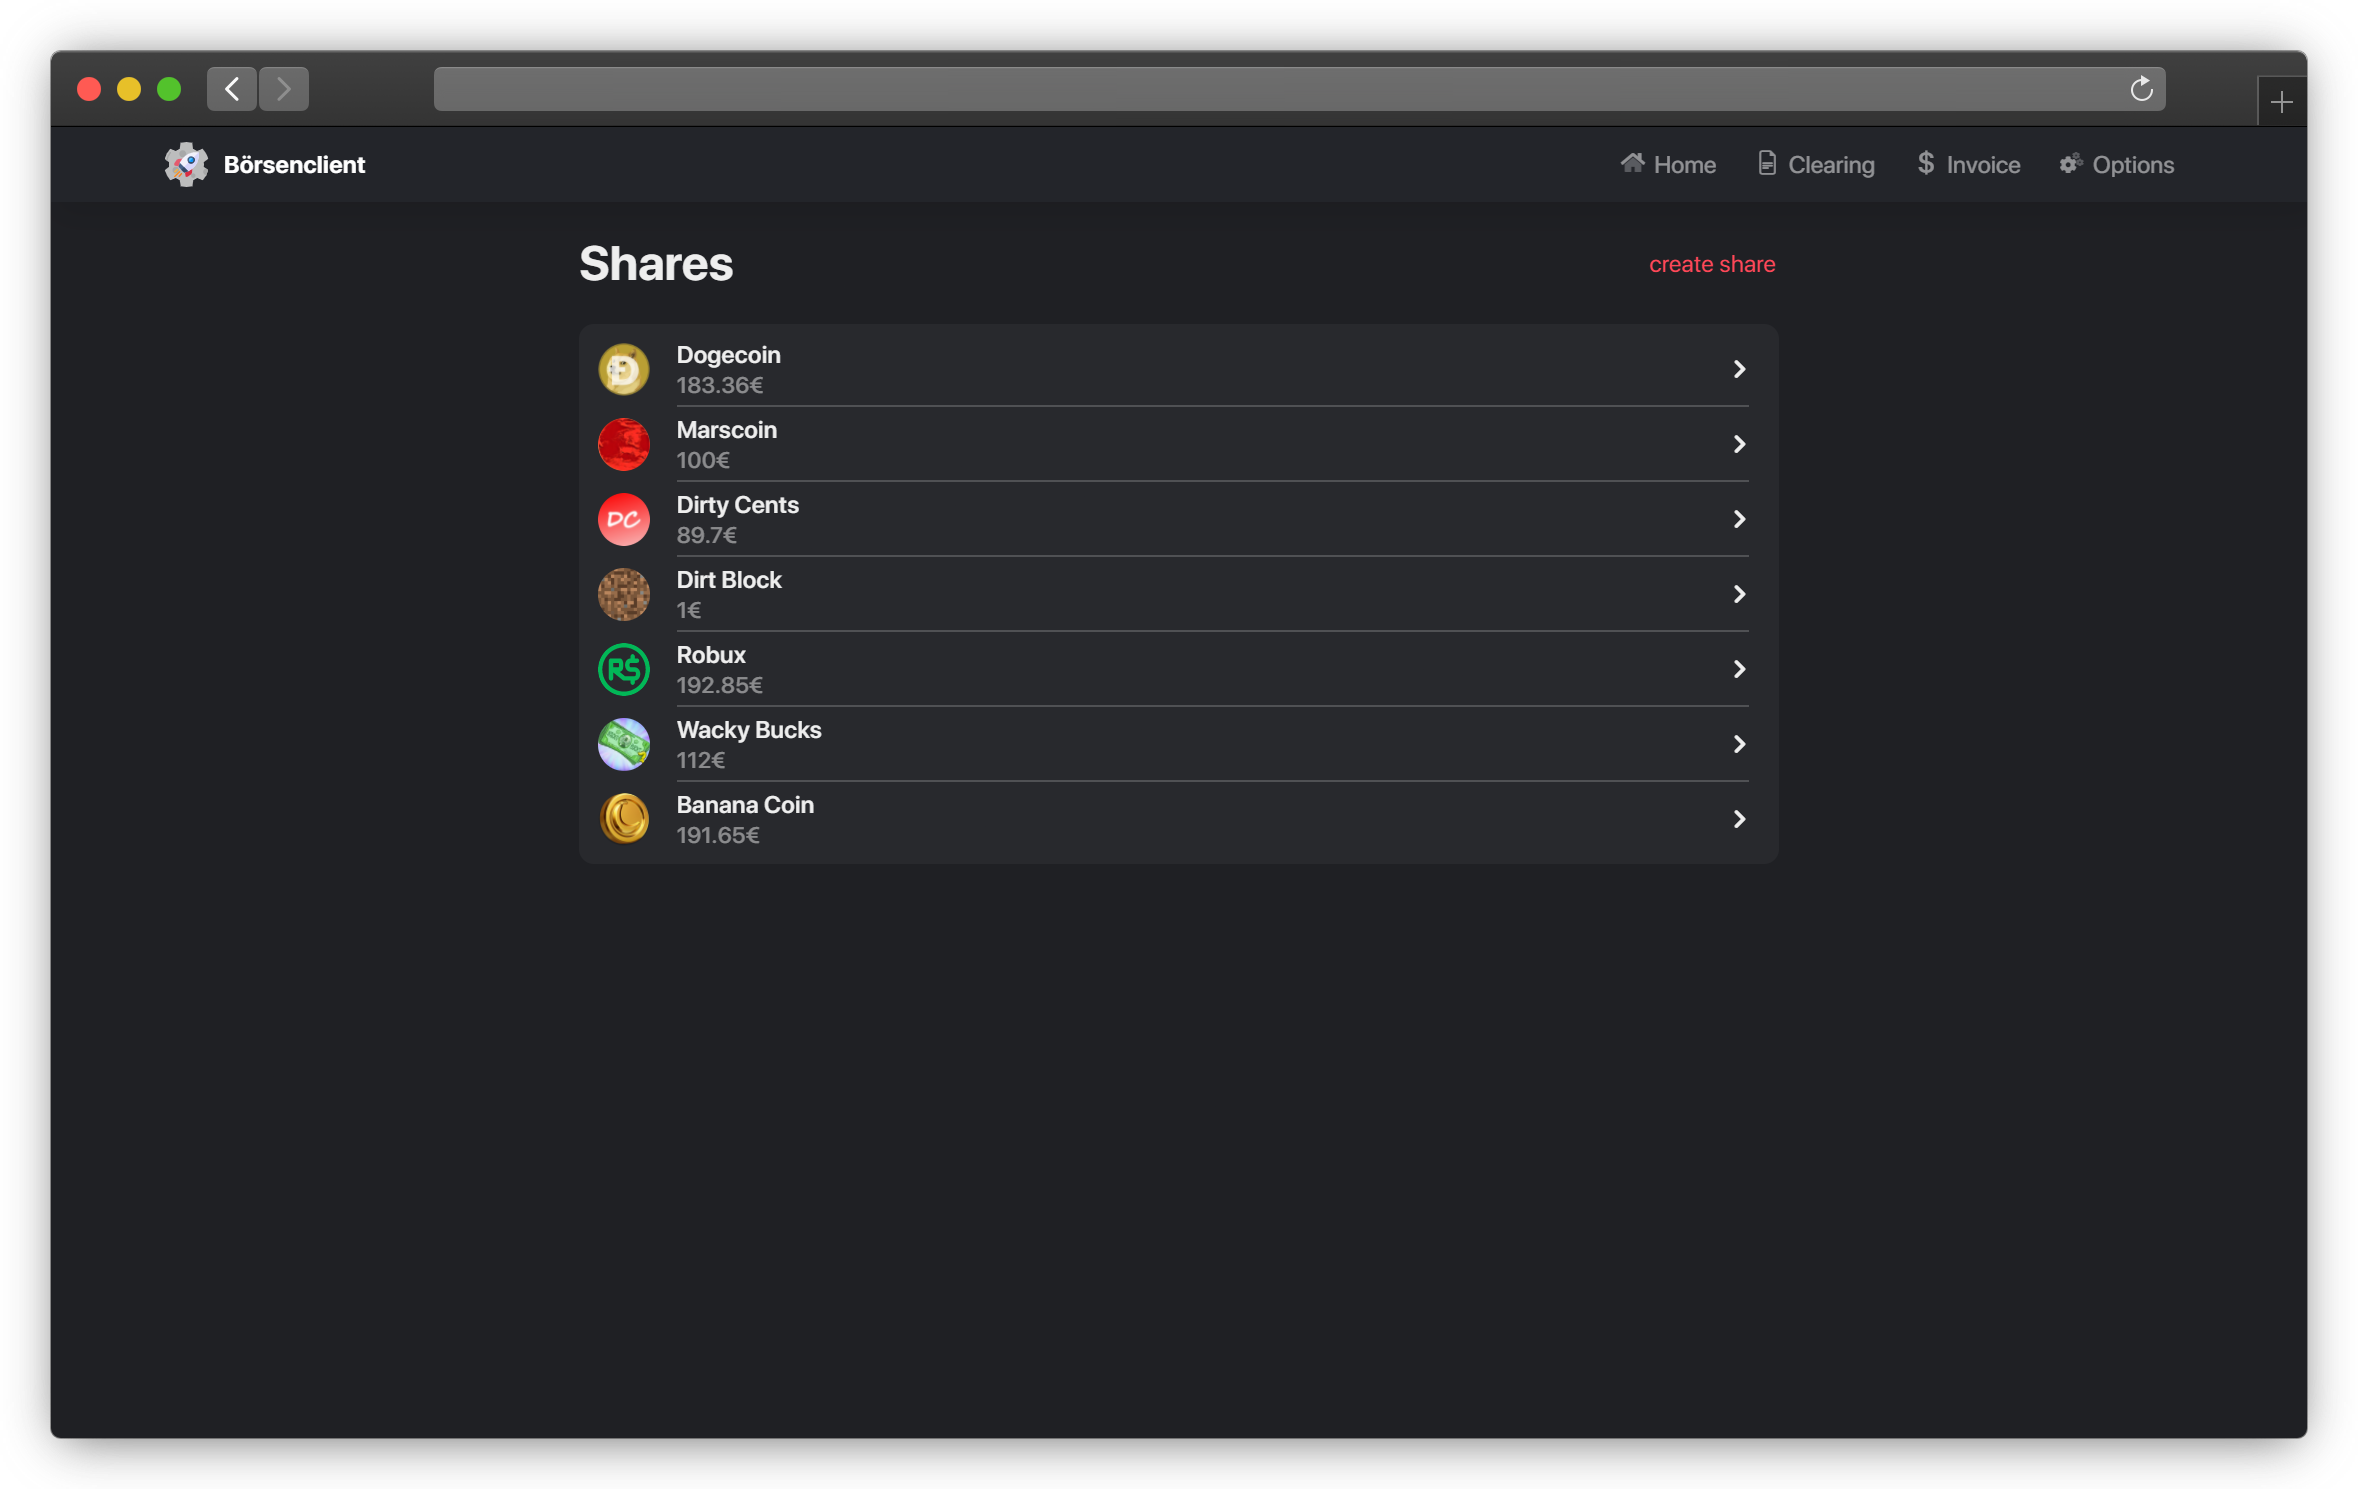 Börsenclient
Home
Clearing
Invoice
Options
Shares
create share
Dogecoin
183.36€
Marscoin
100€
DC
Dirty Cents
89.7€
Dirt Block
1€
R$
Robux
192.85€
Wacky Bucks
112€
Banana Coin
191.65€